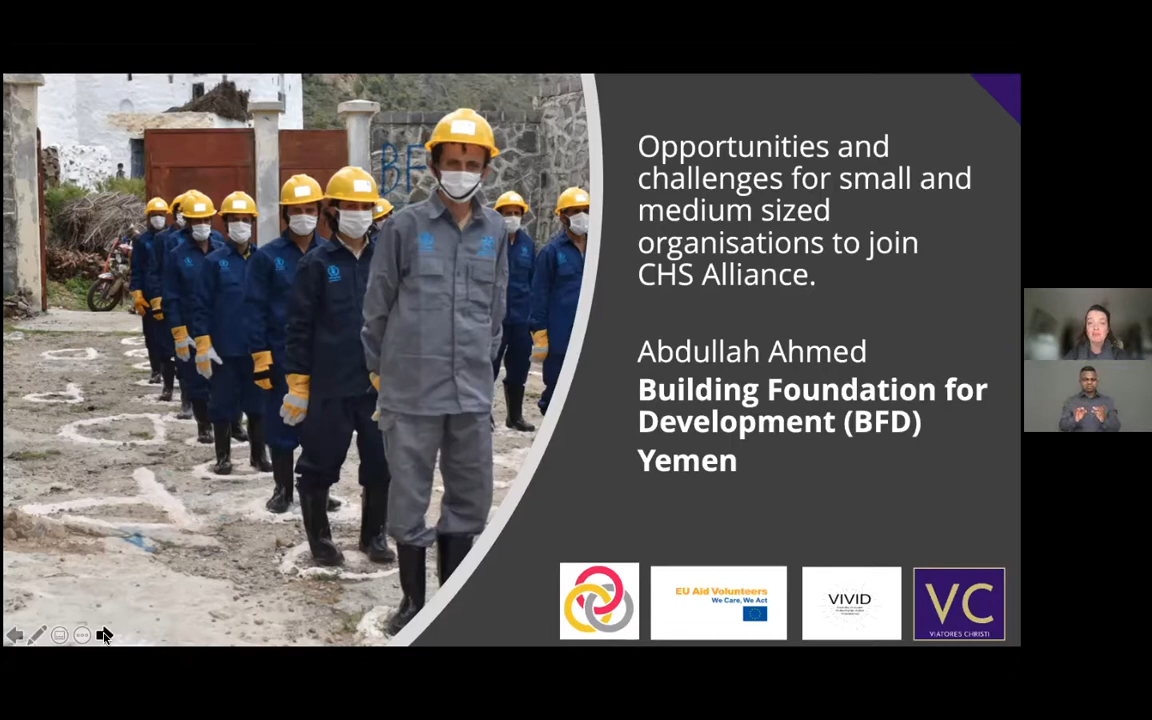 BF
Opportunities and
challenges for small and
medium sized
organisations to join
CHS Alliance.
Abdullah Ahmed
Building Foundation for
Development (BFD)
Yemen
EU Aid Volunteers
We Care, We Act
VIVID
VC
VIATORES CHRISTI